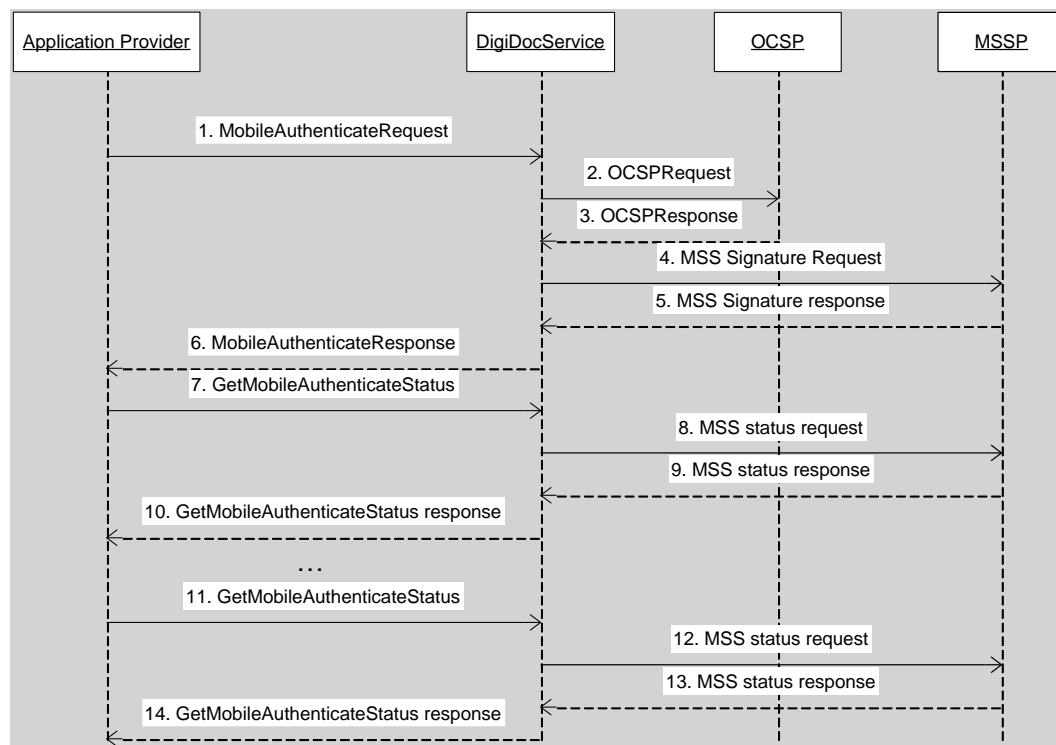 Application Provider
DigiDocService
OCSP
MSSP
1. MobileAuthenticateRequest
2. OCSPRequest
3. OCSPResponse
4. MSS Signature Request
5. MSS Signature response
6. MobileAuthenticateResponse
7. GetMobileAuthenticateStatus
8. MSS status request
9. MSS status response
10. GetMobileAuthenticateStatus response
...
11. GetMobileAuthenticateStatus
12. MSS status request
13. MSS status response
14. GetMobileAuthenticateStatus response